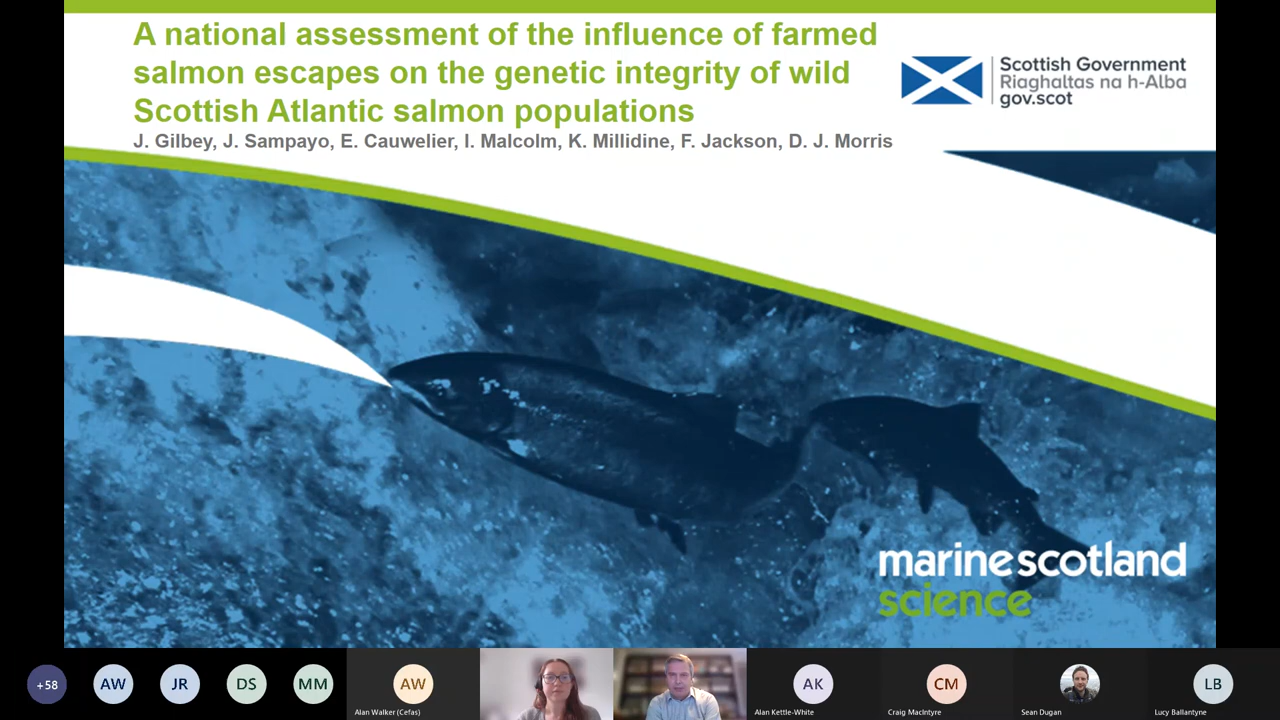 A national assessment of the influence of farmed
salmon escapes on the genetic integrity of wild
Scottish Atlantic salmon populations
J. Gilbey, J. Sampayo, E. Cauwelier, I. Malcolm, K. Millidine, F. Jackson, D. J. Morris
Scottish Government
Riaghaltas na h-Alba
gov.scot
marinescotland
science
+58
AW
JR
DS
MM
AW
AK
CM
LB
Alan Walker (Cefas)
Alan Kettle-White
Craig MacIntyre
Sean Dugan
Lucy Ballantyne